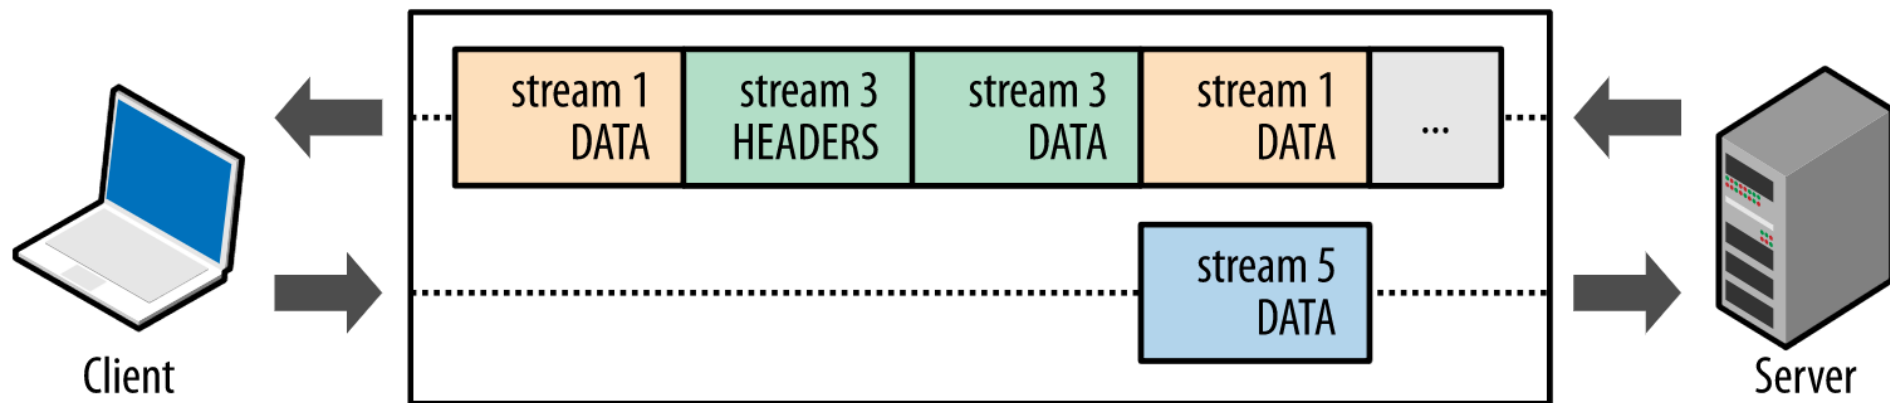 stream 1
DATA
stream 3
HEADERS
stream 3
DATA
stream 1
DATA
...
stream 5
DATA
Client
Server